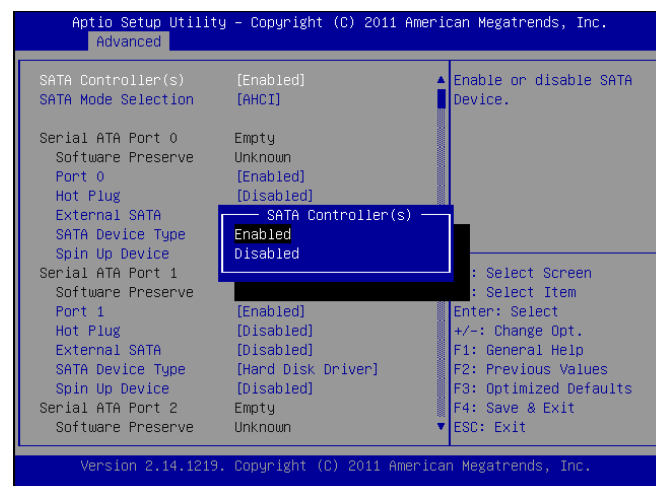 Aptio Setup Utility – Copyright (C) 2011 American Megatrends, Inc.
Advanced
SATA Controller(s) [Enabled]
SATA Mode Selection [AHCI]
Serial ATA Port 0 Empty
Software Preserve Unknown
Port 0 [Enabled]
Hot Plug [Disabled]
External SATA
SATA Device Type
Spin Up Device
Serial ATA Port 1
Software Preserve
Port 1 [Enabled]
Hot Plug [Disabled]
External SATA [Disabled]
SATA Device Type [Hard Disk Driver]
Spin Up Device [Disabled]
Serial ATA Port 2 Empty
Software Preserve Unknown
SATA Controller(s)
Enabled
Disabled
Enable or disable SATA
Device.
: Select Screen
: Select Item
Enter: Select
+/-: Change Opt.
F1: General Help
F2: Previous Values
F3: Optimized Defaults
F4: Save & Exit
ESC: Exit
Version 2.14.1219. Copyright (C) 2011 American Megatrends, Inc.